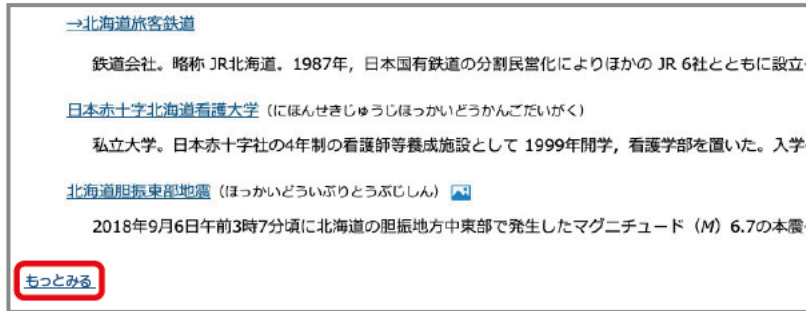 →北海道旅客鉄道
鉄道会社。略称 JR北海道。1987年，日本国有鉄道の分割民営化によりほかの JR 6社とともに設立
日本赤十字北海道看護大学（にほんせきじゅうじほっかいどうかんごだいがく）
私立大学。日本赤十字社の4年制の看護師等養成施設として 1999年開学，看護学部を置いた。入学
北海道胆振東部地震（ほっかいどういぶりとうぶじしん）
2018年9月6日午前3時7分頃に北海道の胆振地方中東部で発生したマグニチュード（M）6.7の本震
もっとみる